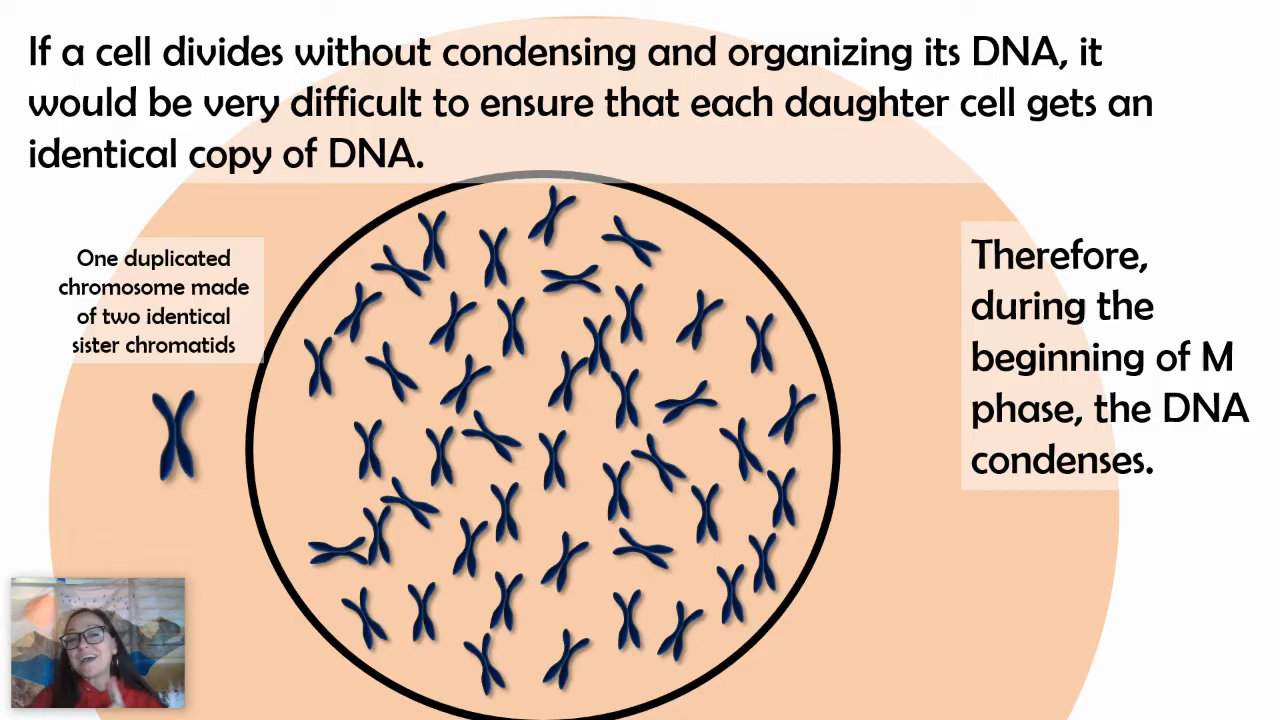 If a cell divides without condensing and organizing its DNA, it
would be very difficult to ensure that each daughter cell gets an
identical copy of DNA.
One duplicated
chromosome made
of two identical
sister chromatids
Therefore,
during the
beginning of M
phase, the DNA
condenses.